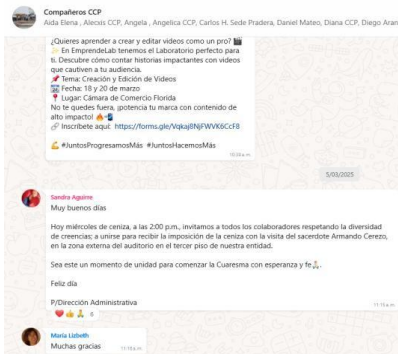 Compañeros CCP
Aida Elena , Alecxis CCP, Angela , Angelica CCP, Carlos H. Sede Pradera, Daniel Mateo, Diana CCP, Diego Aran
¿Quieres aprender a crear y editar videos como un pro? 🎬
✨ En EmprendeLab tenemos el Laboratorio perfecto para
ti. Descubre cómo contar historias impactantes con videos
que cautiven a tu audiencia.
📌 Tema: Creación y Edición de Videos
📅 Fecha: 18 y 20 de marzo
📍 Lugar: Cámara de Comercio Florida
No te quedes fuera, ¡potencia tu marca con contenido de
alto impacto! 🔥📲
🔗 Inscríbete aquí: https://forms.gle/Vqkaj8NjFWVK6CcF8
💪 #JuntosProgresamosMás #JuntosHacemosMás
10:59 a. m.
5/03/2025
Sandra Aguirre
Muy buenos días
Hoy miércoles de ceniza, a las 2:00 p.m., invitamos a todos los colaboradores respetando la diversidad
de creencias; a unirse para recibir la imposición de la ceniza con la visita del sacerdote Armando Cerezo,
en la zona externa del auditorio en el tercer piso de nuestra entidad.
Sea este un momento de unidad para comenzar la Cuaresma con esperanza y fe🙏.
Feliz día
P/Dirección Administrativa
11:15 a. m.
❤️👍🙏 6
Maria Lizbeth
Muchas gracias
11:15 a. m.